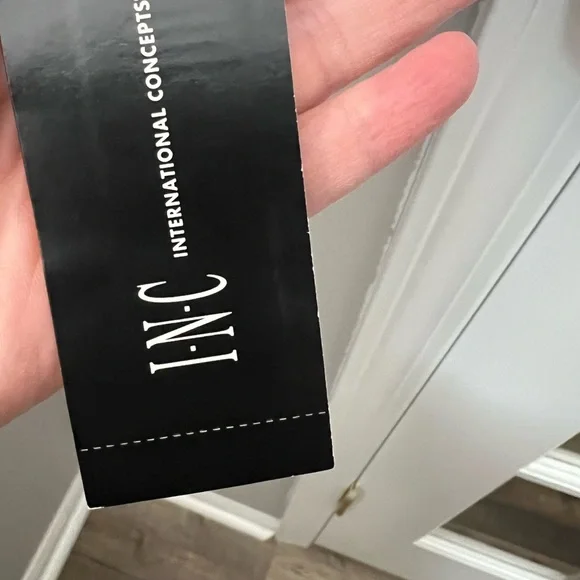 I·N·C INTERNATIONAL CONCEPTS